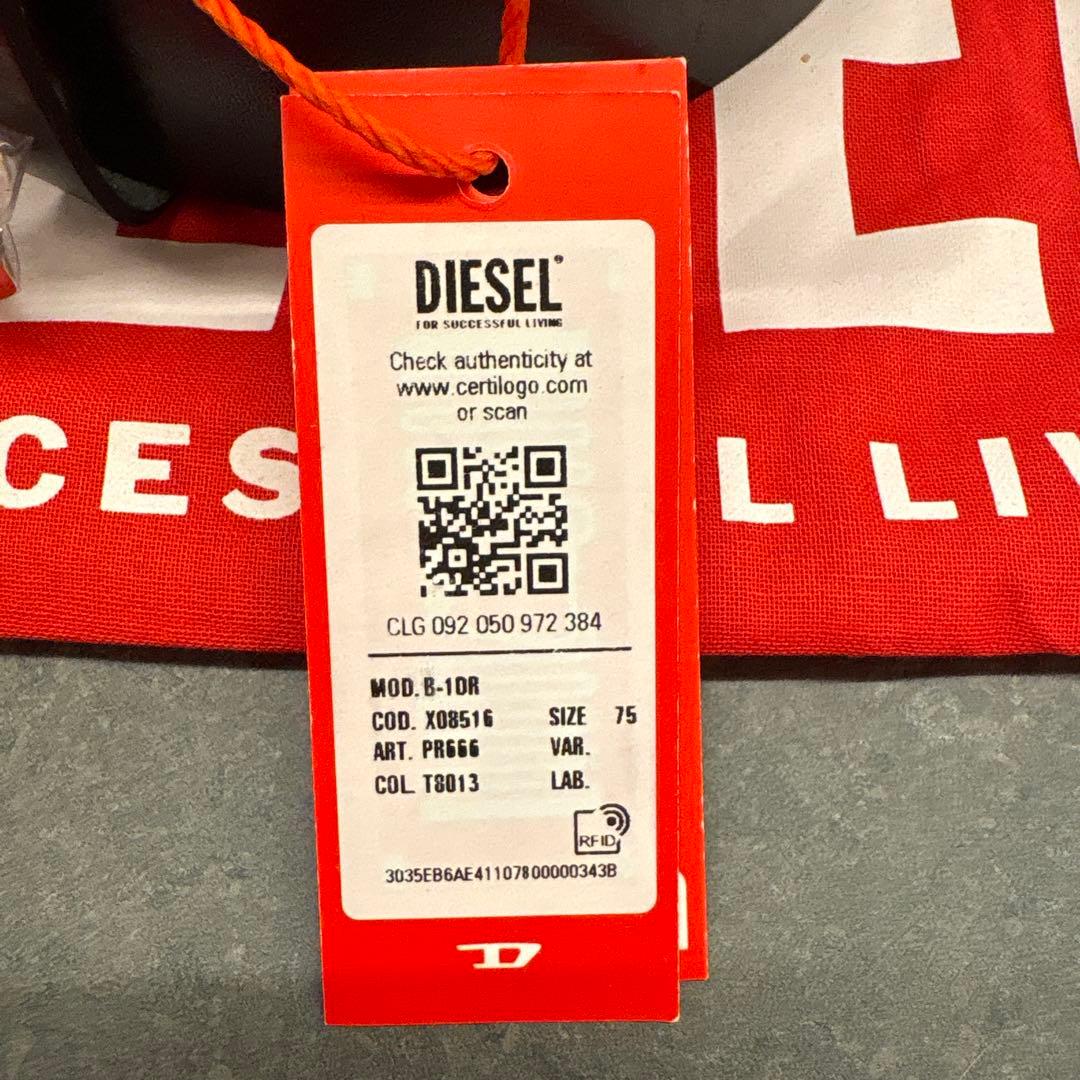 DIESEL
FOR SUCCESSFUL LIVING
Check authenticity at
www.certilogo.com
or scan
CLG 092 050 972 384
MOD. B-1DR
COD. X08516 SIZE 75
ART. PR666 VAR.
COL. T8013 LAB.
RFID
3035EB6AE41107800000343B
D
CES L LIV